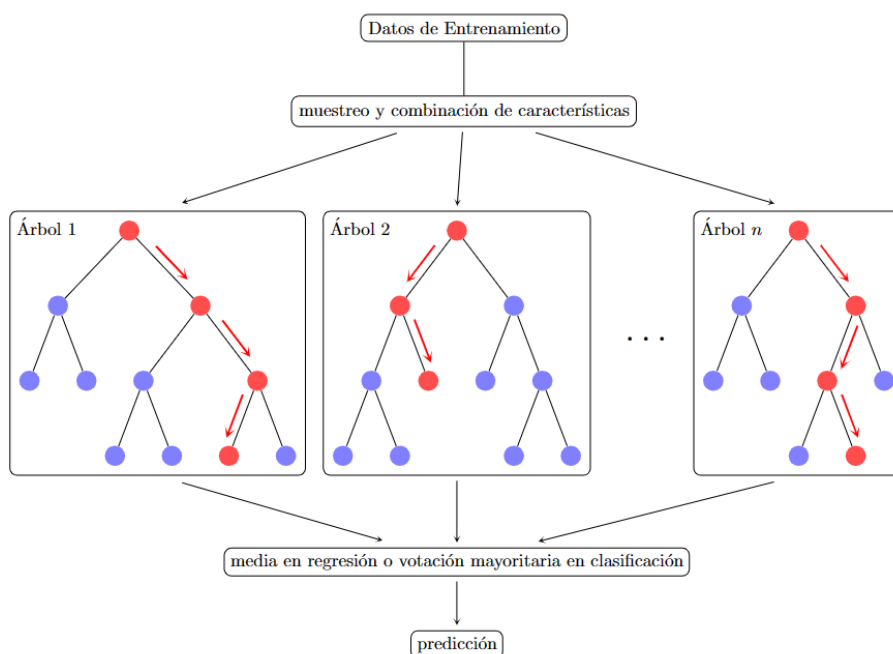 Datos de Entrenamiento
muestreo y combinación de características
Árbol 1
Árbol 2
Árbol n
...
media en regresión o votación mayoritaria en clasificación
predicción